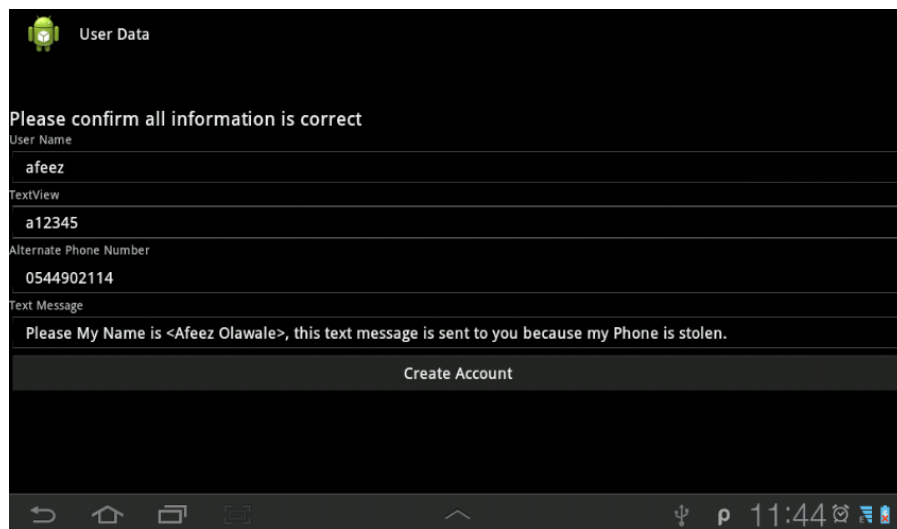 User Data
Please confirm all information is correct
User Name
afeez
TextView
a12345
Alternate Phone Number
0544902114
Text Message
Please My Name is <Afeez Olawale>, this text message is sent to you because my Phone is stolen.
Create Account
ρ 11:44